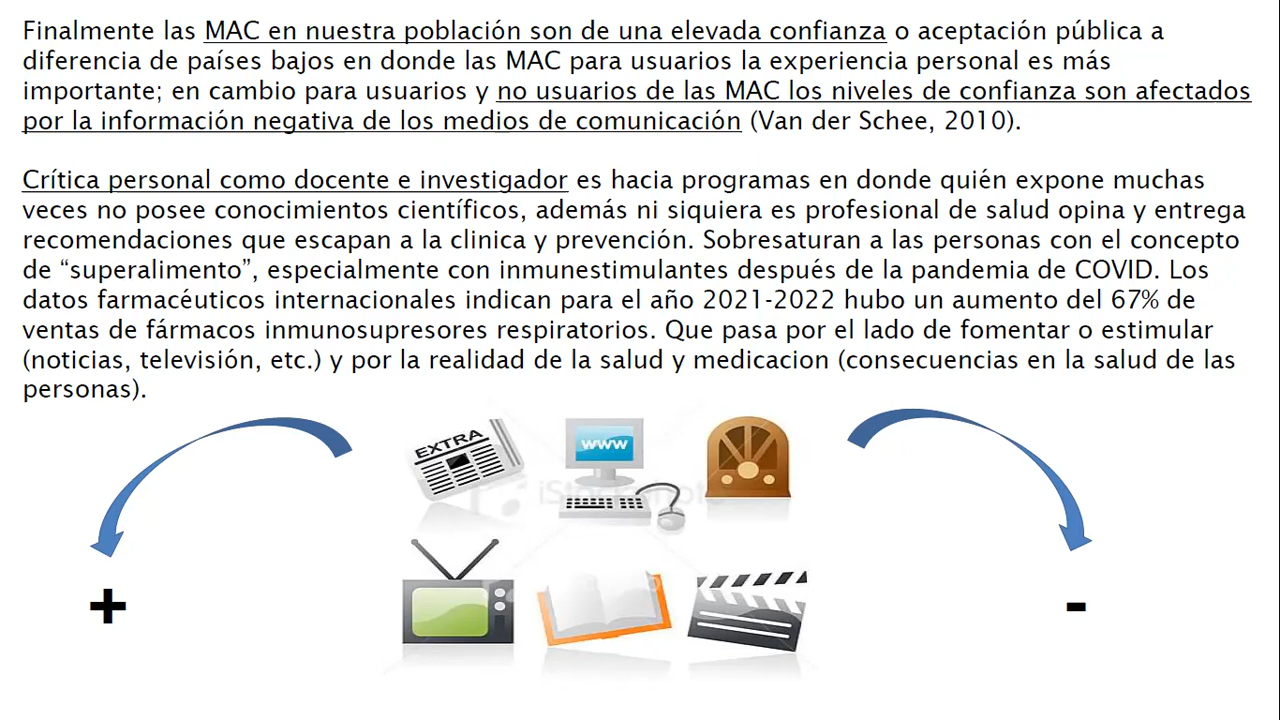 Finalmente las MAC en nuestra población son de una elevada confianza o aceptación pública a
diferencia de países bajos en donde las MAC para usuarios la experiencia personal es más
importante; en cambio para usuarios y no usuarios de las MAC los niveles de confianza son afectados
por la información negativa de los medios de comunicación (Van der Schee, 2010).
Crítica personal como docente e investigador es hacia programas en donde quién expone muchas
veces no posee conocimientos científicos, además ni siquiera es profesional de salud opina y entrega
recomendaciones que escapan a la clinica y prevención. Sobresaturan a las personas con el concepto
de “superalimento”, especialmente con inmunestimulantes después de la pandemia de COVID. Los
datos farmacéuticos internacionales indican para el año 2021-2022 hubo un aumento del 67% de
ventas de fármacos inmunosupresores respiratorios. Que pasa por el lado de fomentar o estimular
(noticias, televisión, etc.) y por la realidad de la salud y medicacion (consecuencias en la salud de las
personas).
EXTRA
www
iStockphoto
+
-